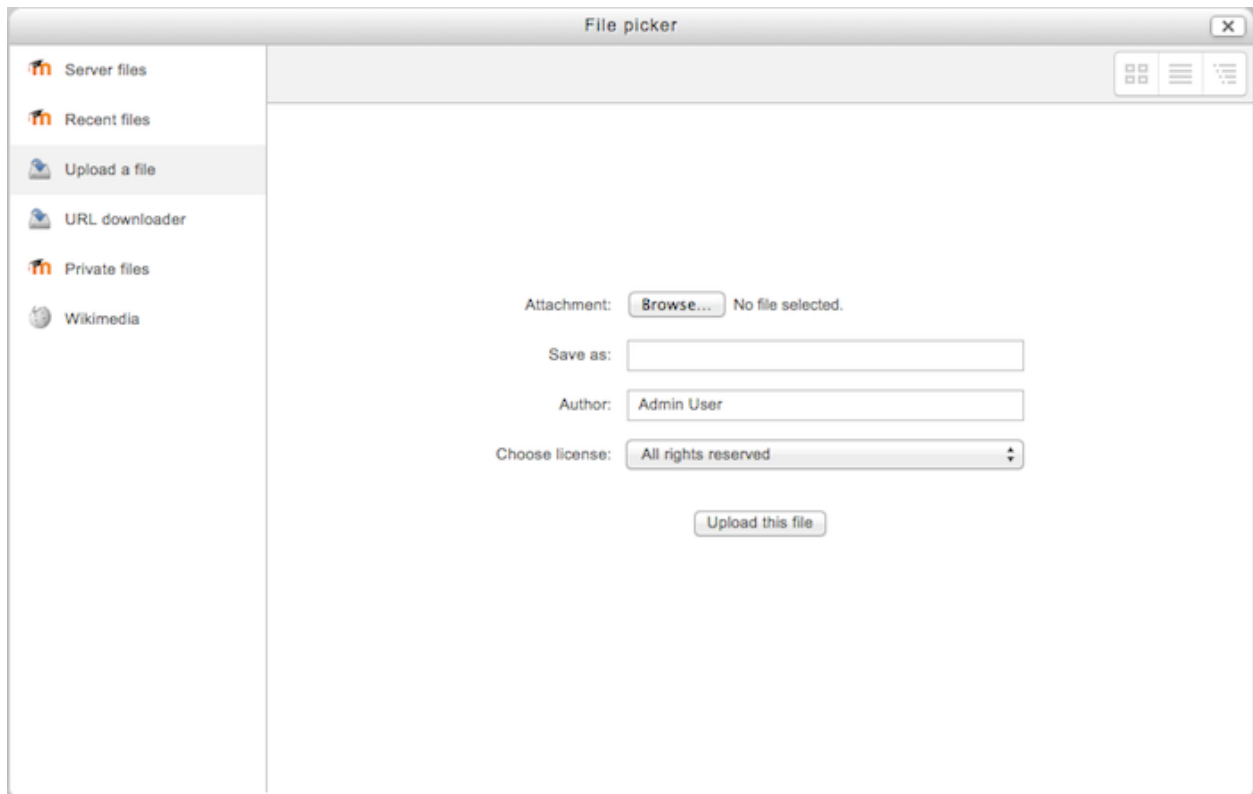 File picker
Server files
Recent files
Upload a file
URL downloader
Private files
Wikimedia
Attachment: Browse... No file selected.
Save as:
Author: Admin User
Choose license: All rights reserved
Upload this file